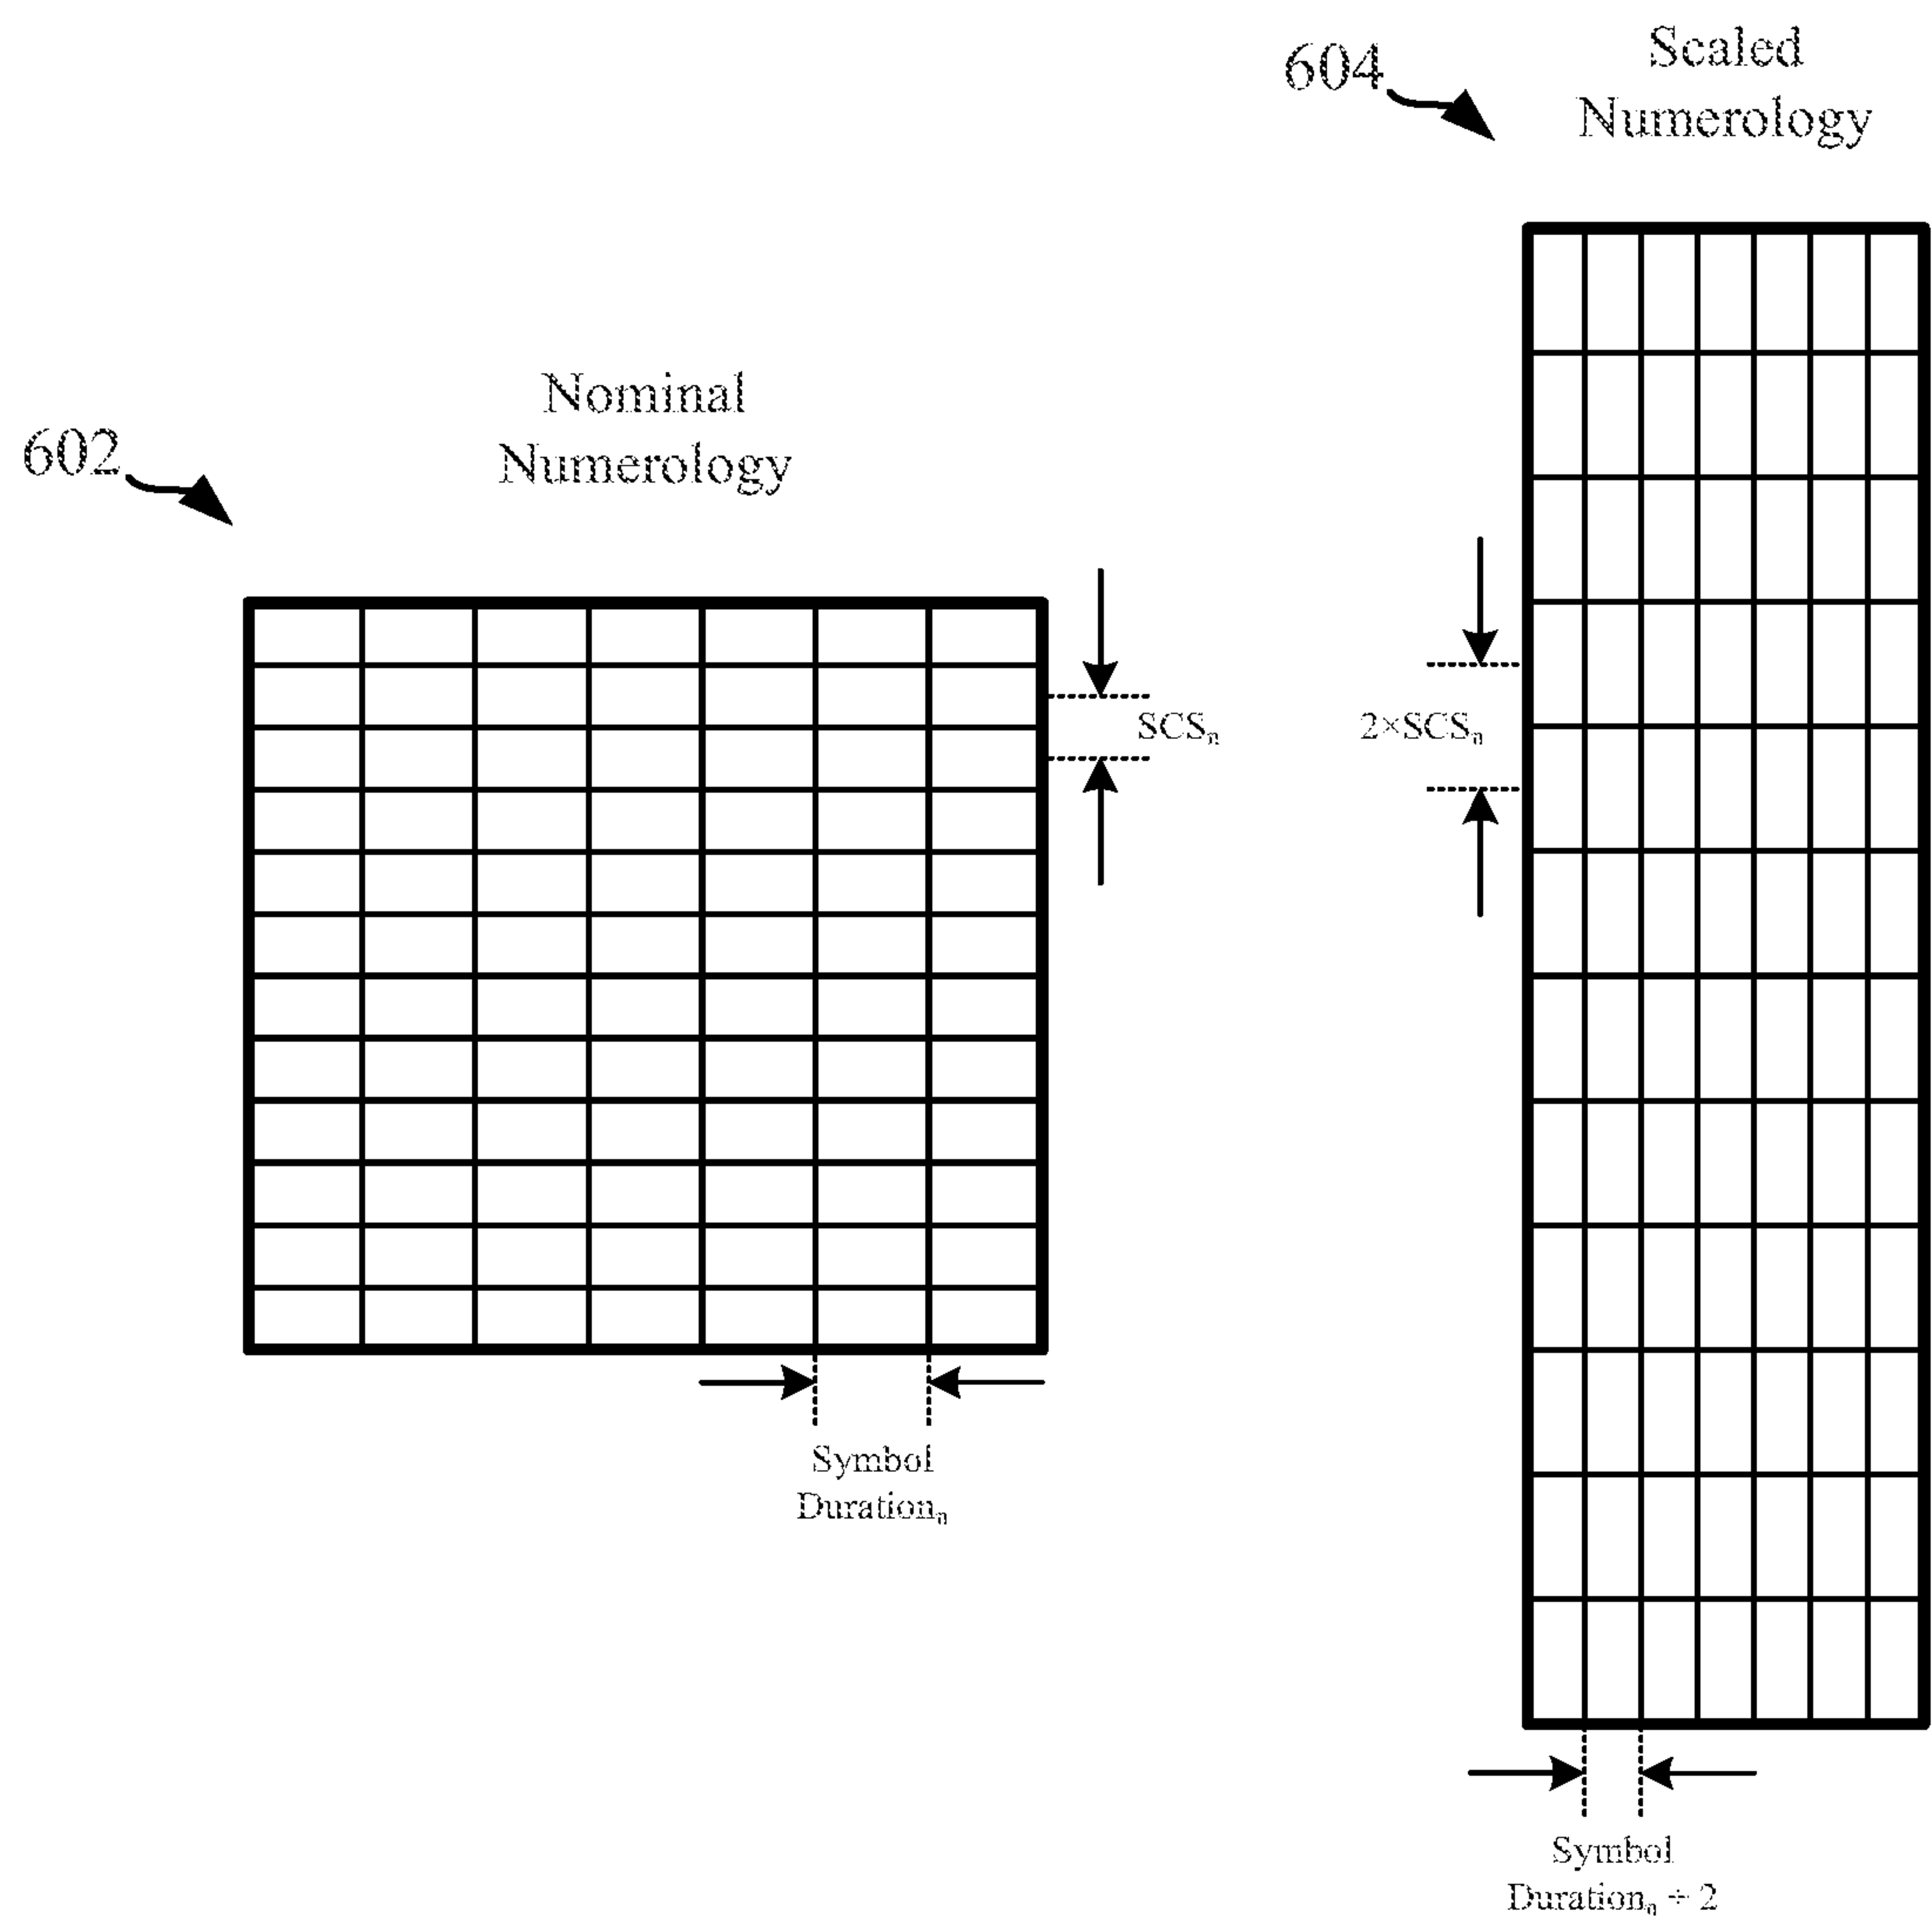 604
Scaled
Numerology
602
Nominal
Numerology
SCSₙ
2×SCSₙ
Symbol
Durationₙ
Symbol
Durationₙ ÷ 2